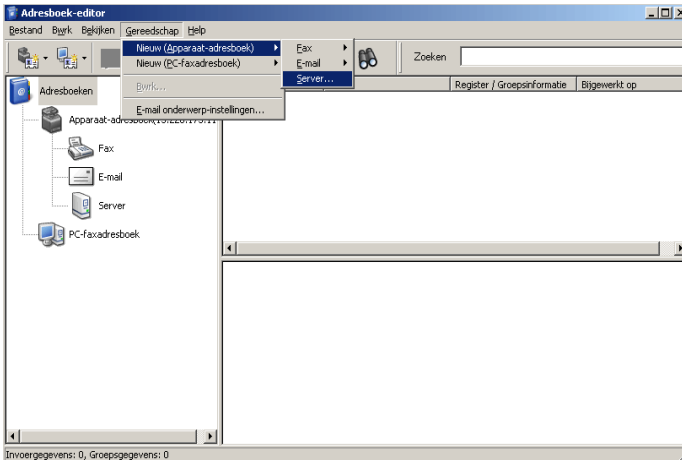 Adresboek-editor
Bestand Bwrk Bekijken Gereedschap Help
Nieuw (Apparaat-adresboek)
Nieuw (PC-faxadresboek)
Bwrk...
E-mail onderwerp-instellingen...
Fax
E-mail
Server...
Zoeken
Register / Groepsinformatie Bijgewerkt op
Adresboeken
Fax
E-mail
Server
PC-faxadresboek
Invoergegevens: 0, Groepsgegevens: 0